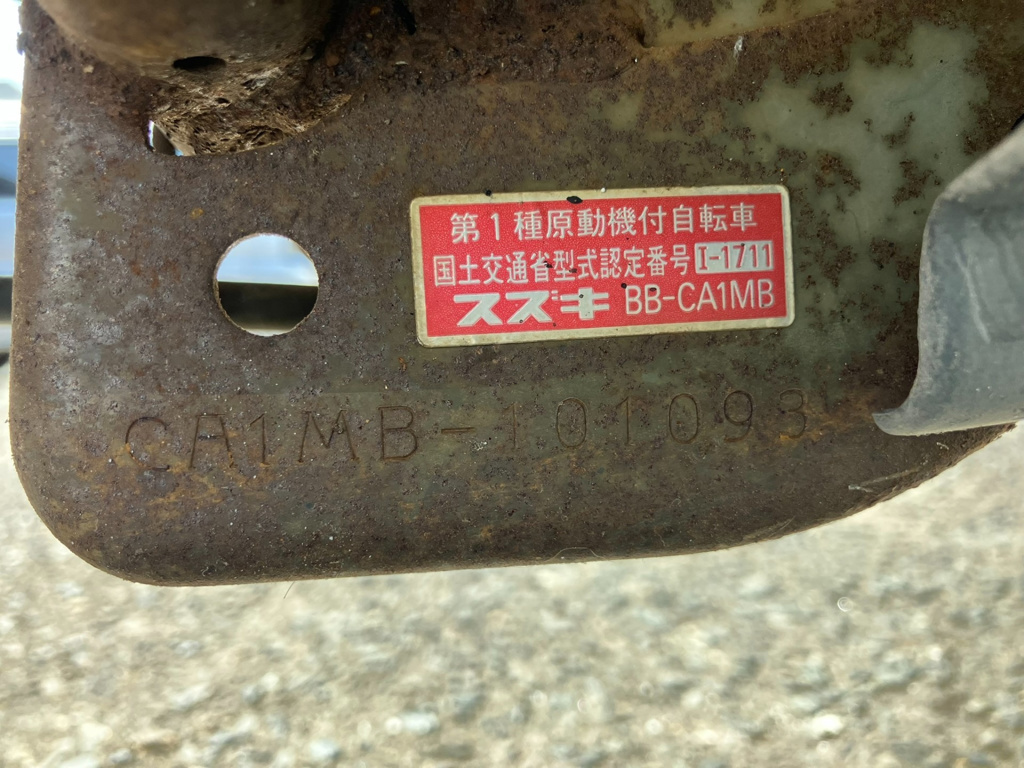 第1種原動機付自転車
国土交通省型式認定番号 I-1711
スズキ BB-CA1MB
CA1MB-101093